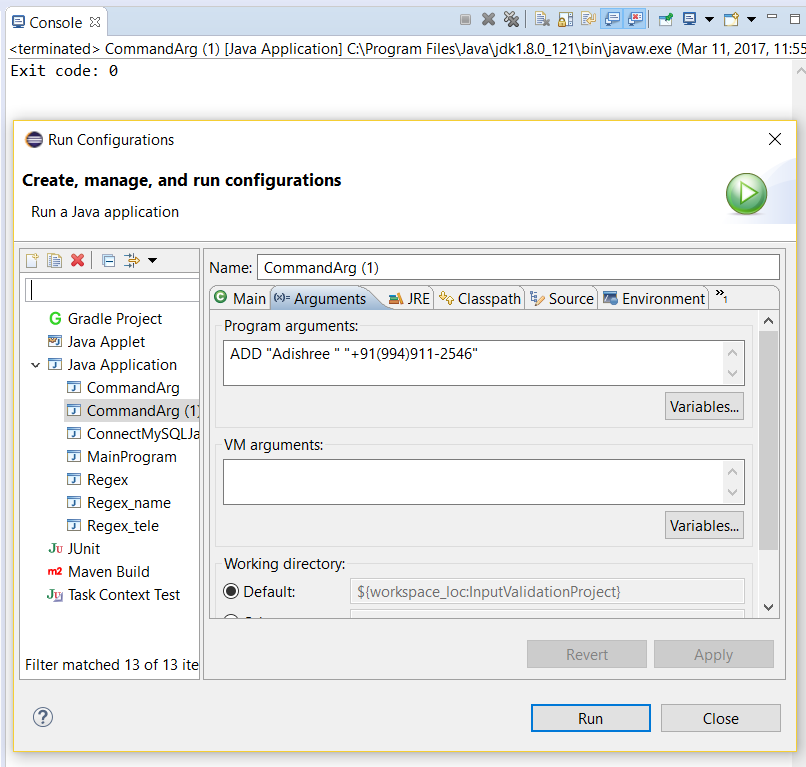 Console
<terminated> CommandArg (1) [Java Application] C:\Program Files\Java\jdk1.8.0_121\bin\javaw.exe (Mar 11, 2017, 11:55
Exit code: 0
Run Configurations
Create, manage, and run configurations
Run a Java application
Name: CommandArg (1)
Main (x)= Arguments JRE Classpath Source Environment »1
Gradle Project
Java Applet
Java Application
CommandArg
CommandArg (1)
ConnectMySQLJa
MainProgram
Regex
Regex_name
Regex_tele
JUnit
Maven Build
Task Context Test
Filter matched 13 of 13 ite
Program arguments:
ADD "Adishree " "+91(994)911-2546"
Variables...
VM arguments:
Variables...
Working directory:
Default: ${workspace_loc:InputValidationProject}
Revert Apply
Run Close